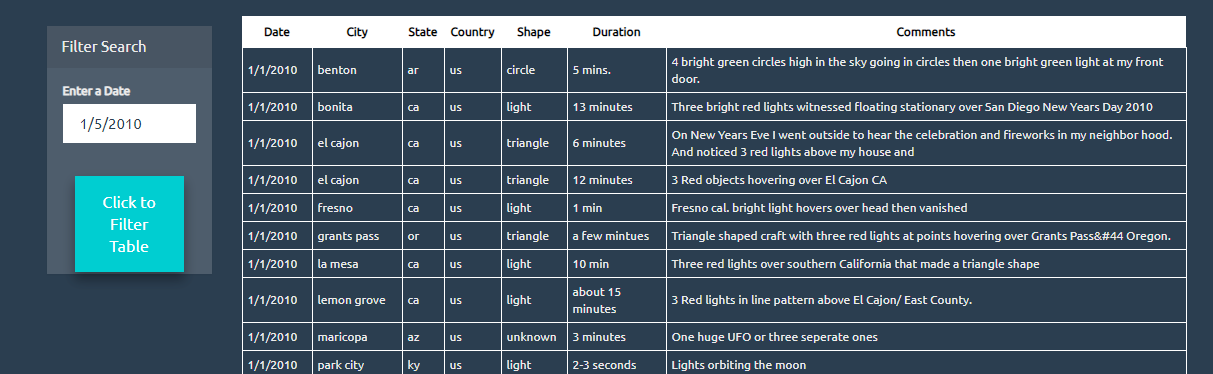 Filter Search
Enter a Date
1/5/2010
Click to
Filter
Table
Date City State Country Shape Duration Comments
1/1/2010 benton ar us circle 5 mins. 4 bright green circles high in the sky going in circles then one bright green light at my front
door.
1/1/2010 bonita ca us light 13 minutes Three bright red lights witnessed floating stationary over San Diego New Years Day 2010
1/1/2010 el cajon ca us triangle 6 minutes On New Years Eve I went outside to hear the celebration and fireworks in my neighbor hood.
And noticed 3 red lights above my house and
1/1/2010 el cajon ca us triangle 12 minutes 3 Red objects hovering over El Cajon CA
1/1/2010 fresno ca us light 1 min Fresno cal. bright light hovers over head then vanished
1/1/2010 grants pass or us triangle a few mintues Triangle shaped craft with three red lights at points hovering over Grants Pass&#44 Oregon.
1/1/2010 la mesa ca us light 10 min Three red lights over southern California that made a triangle shape
1/1/2010 lemon grove ca us light about 15
minutes 3 Red lights in line pattern above El Cajon/ East County.
1/1/2010 maricopa az us unknown 3 minutes One huge UFO or three seperate ones
1/1/2010 park city ky us light 2-3 seconds Lights orbiting the moon